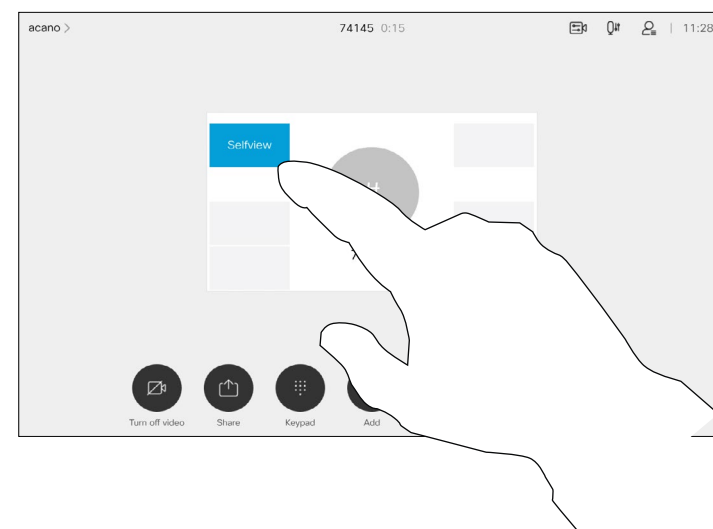 acano >
74145 0:15
11:28
Selfview
Turn off video
Share
Keypad
Add